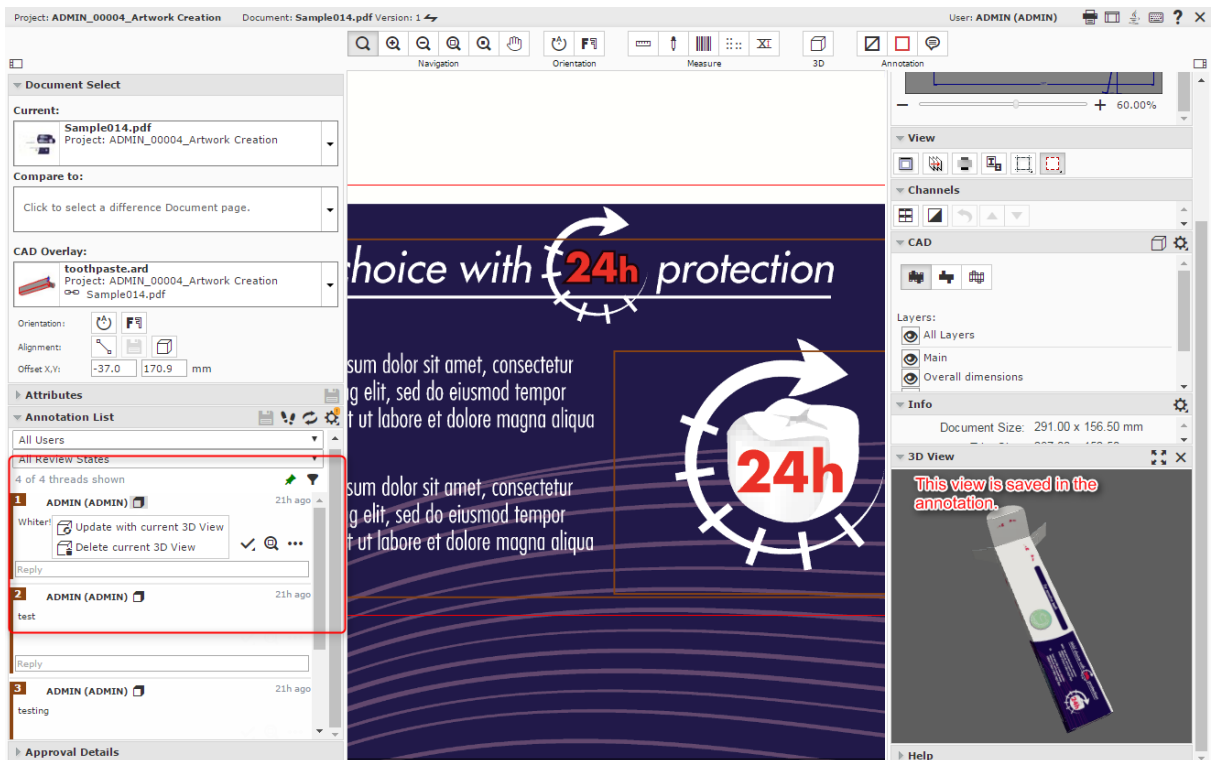 Project: ADMIN_00004_Artwork Creation Document: Sample014.pdf Version: 1 User: ADMIN (ADMIN)
Navigation Orientation Measure 3D Annotation
Document Select
Current:
Sample014.pdf
Project: ADMIN_00004_Artwork Creation
Compare to:
Click to select a difference Document page.
CAD Overlay:
toothpaste.ard
Project: ADMIN_00004_Artwork Creation
Sample014.pdf
Orientation:
Alignment:
Offset X,Y: -37.0 170.9 mm
Attributes
Annotation List
All Users
All Review States
4 of 4 threads shown
1 ADMIN (ADMIN) 21h ago
Whiter!
Update with current 3D View
Delete current 3D View
Reply
2 ADMIN (ADMIN) 21h ago
test
Reply
3 ADMIN (ADMIN) 21h ago
testing
Approval Details
hoice with 24h protection
sum dolor sit amet, consectetur
g elit, sed do eiusmod tempor
t ut labore et dolore magna aliqua
24h
sum dolor sit amet, consectetur
g elit, sed do eiusmod tempor
t ut labore et dolore magna aliqua
60.00%
View
Channels
CAD
Layers:
All Layers
Main
Overall dimensions
Info
Document Size: 291.00 x 156.50 mm
3D View
This view is saved in the
annotation.
Help